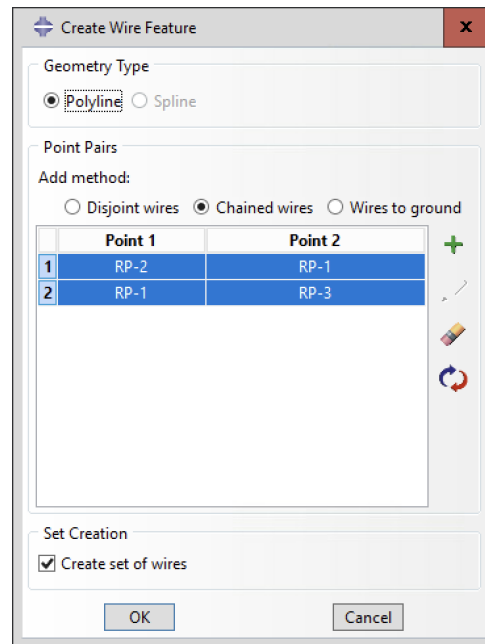 Create Wire Feature x
Geometry Type
Polyline Spline
Point Pairs
Add method:
Disjoint wires Chained wires Wires to ground
Point 1 Point 2
1 RP-2 RP-1
2 RP-1 RP-3
Set Creation
Create set of wires
OK Cancel